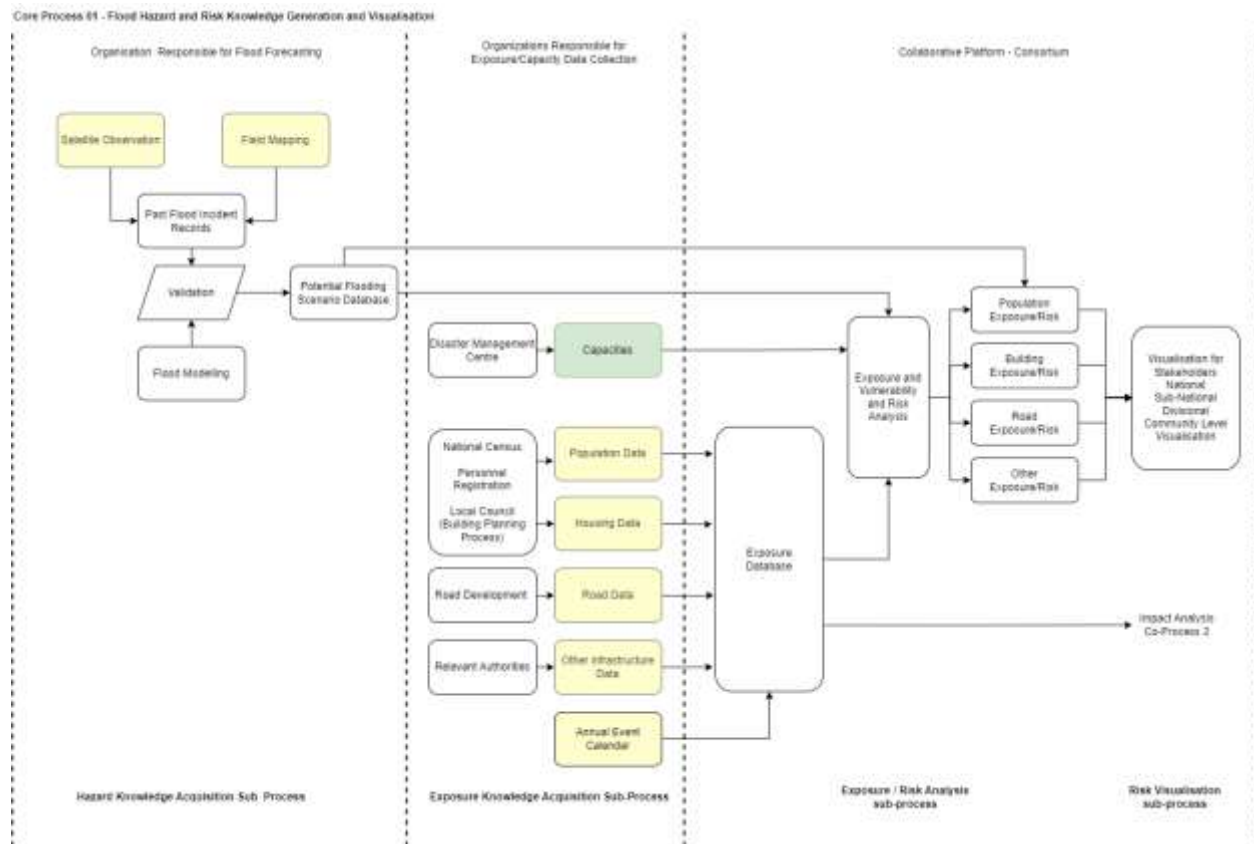 Core Process 01 - Flood Hazard and Risk Knowledge Generation and Visualisation
Organisation Responsible for Flood Forecasting
Organizations Responsible for
Exposure/Capacity Data Collection
Collaborative Platform - Consortium
Satellite Observation
Field Mapping
Past Flood Incident
Records
Validation
Potential Flooding
Scenario Database
Flood Modelling
Disaster Management
Centre
Capacities
National Census
Personnel
Registration
Local Council
(Building Planning
Process)
Population Data
Housing Data
Road Development
Road Data
Relevant Authorities
Other Infrastructure
Data
Annual Event
Calendar
Exposure
Database
Exposure and
Vulnerability
and Risk
Analysis
Population
Exposure/Risk
Building
Exposure/Risk
Road
Exposure/Risk
Other
Exposure/Risk
Visualisation for
Stakeholders
National
Sub-National
Divisional
Community Level
Visualisation
Impact Analysis
Co-Process 2
Hazard Knowledge Acquisition Sub Process
Exposure Knowledge Acquisition Sub-Process
Exposure / Risk Analysis
sub-process
Risk Visualisation
sub-process